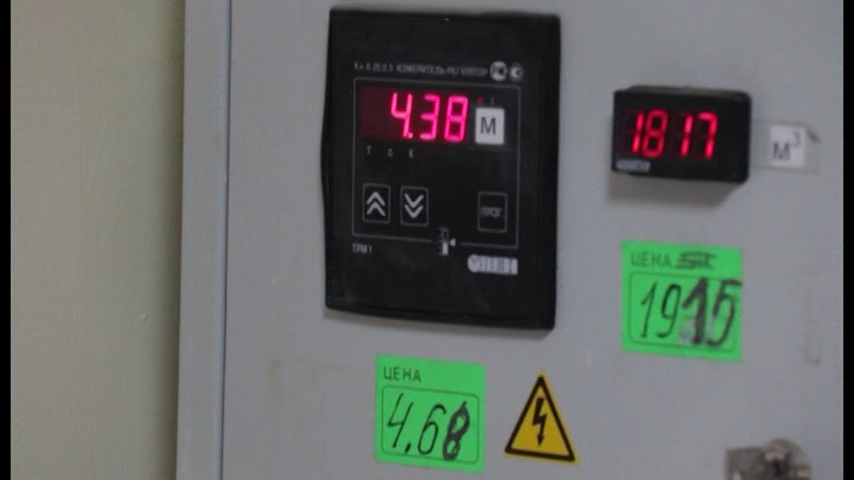 ИЗМЕРИТЕЛЬ-РЕГУЛЯТОР
4.38 М
Т К
ПРОГ.
ТРМ1
1817 М³
ЦЕНА
1915
ЦЕНА
4.68